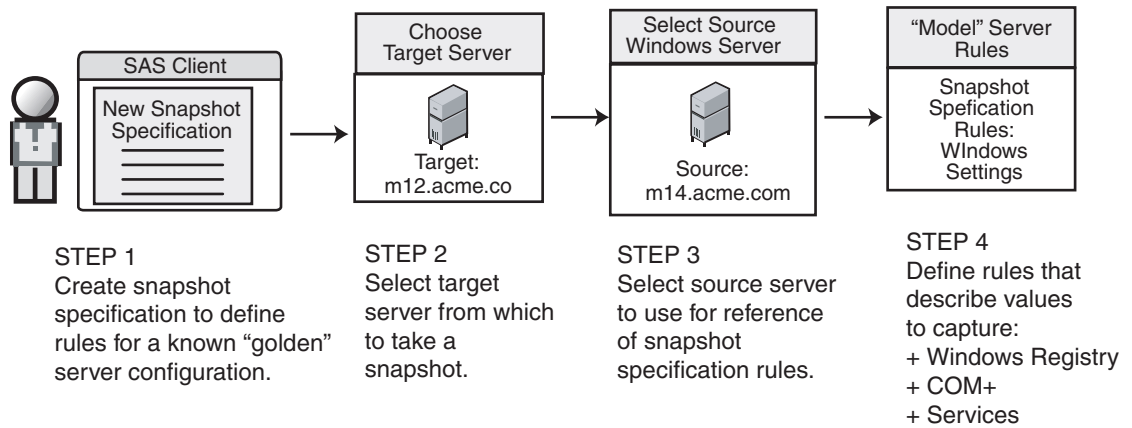 SAS Client
New Snapshot
Specification
Choose
Target Server
Target:
m12.acme.co
Select Source
Windows Server
Source:
m14.acme.com
“Model” Server
Rules
Snapshot
Spefication
Rules:
WIndows
Settings
STEP 1
Create snapshot
specification to define
rules for a known “golden”
server configuration.
STEP 2
Select target
server from which
to take a
snapshot.
STEP 3
Select source server
to use for reference
of snapshot
specification rules.
STEP 4
Define rules that
describe values
to capture:
+ Windows Registry
+ COM+
+ Services